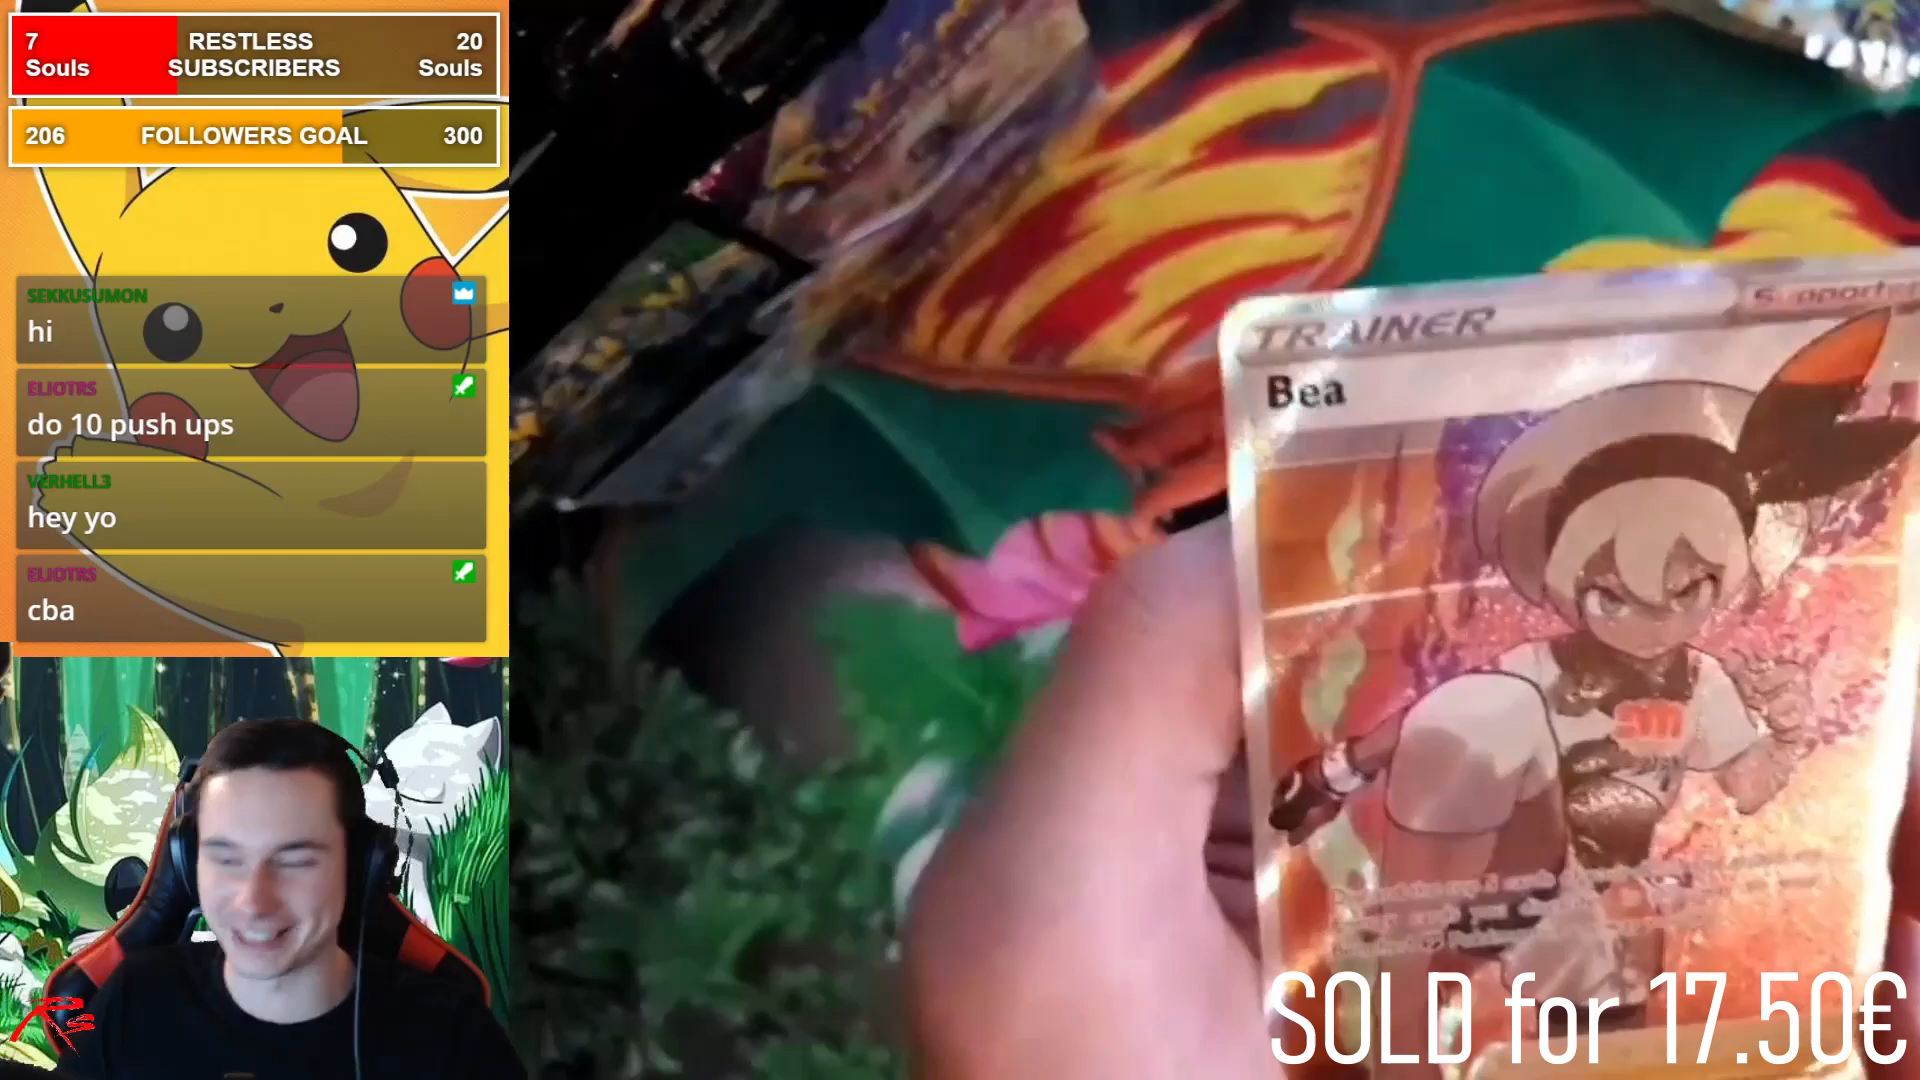 7 RESTLESS 20
Souls SUBSCRIBERS Souls
206 FOLLOWERS GOAL 300
SEKKUSUMON
hi
ELIOTRS
do 10 push ups
VERHELL3
hey yo
ELIOTRS
cba
TRAINER Supporter
Bea
SOLD for 17.50€